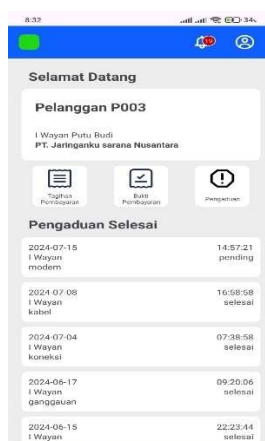 8:32
34%
19
Selamat Datang
Pelanggan P003
I Wayan Putu Budi
PT. Jaringanku sarana Nusantara
Tagihan Pembayaran
Bukti Pembayaran
Pengaduan
Pengaduan Selesai
2024-07-15 14:57:21
I Wayan pending
modem
2024-07-08 16:58:58
I Wayan selesai
kabel
2024-07-04 07:38:58
I Wayan selesai
koneksi
2024-06-17 09:20:06
I Wayan selesai
ganggauan
2024-06-15 22:23:44
I Wayan selesai